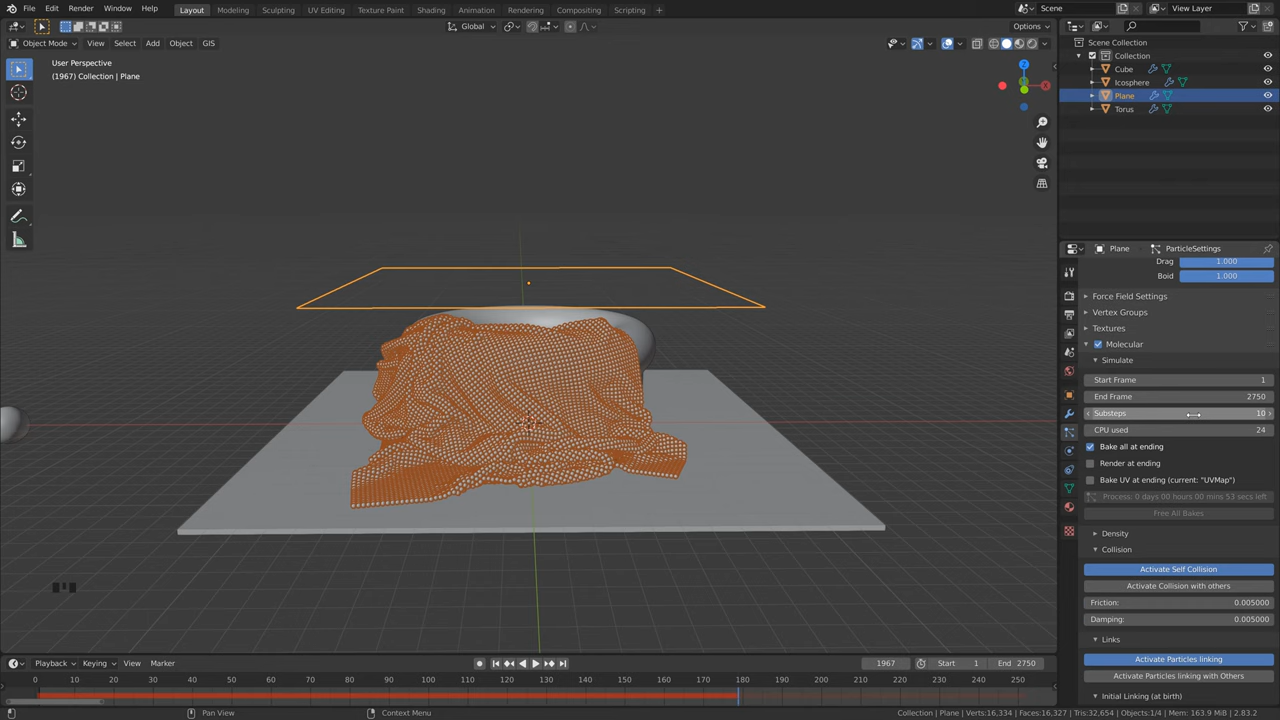 File Edit Render Window Help Layout Modeling Sculpting UV Editing Texture Paint Shading Animation Rendering Compositing Scripting + Scene View Layer
Global Options
Object Mode View Select Add Object GIS
User Perspective
(1967) Collection | Plane
Z
X
Scene Collection
Collection
Cube
Icosphere
Plane
Torus
Plane ParticleSettings
Drag 1.000
Boid 1.000
Force Field Settings
Vertex Groups
Textures
Molecular
Simulate
Start Frame 1
End Frame 2750
Substeps 10
CPU used 24
Bake all at ending
Render at ending
Bake UV at ending (current: "UVMap")
Process: 0 days 00 hours 00 mins 53 secs left
Free All Bakes
Density
Collision
Activate Self Collision
Activate Collision with others
Friction: 0.005000
Damping: 0.005000
Links
Activate Particles linking
Activate Particles linking with Others
Initial Linking (at birth)
Playback Keying View Marker 1967 Start 1 End 2750
0 10 20 30 40 50 60 70 80 90 100 110 120 130 140 150 160 170 180 190 200 210 220 230 240 250
Select Pan View Context Menu Collection | Plane | Verts:16,334 | Faces:16,327 | Tris:32,654 | Objects:1/4 | Mem: 163.9 MiB | 2.83.2